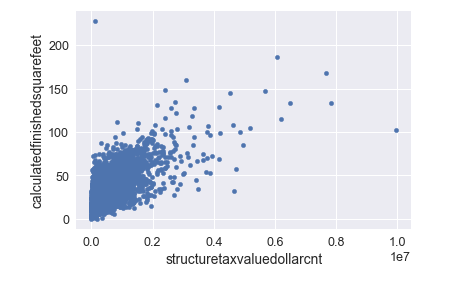 200
150
100
50
0
calculatedfinishedsquarefeet
0.0 0.2 0.4 0.6 0.8 1.0
1e7
structuretaxvaluedollarcnt